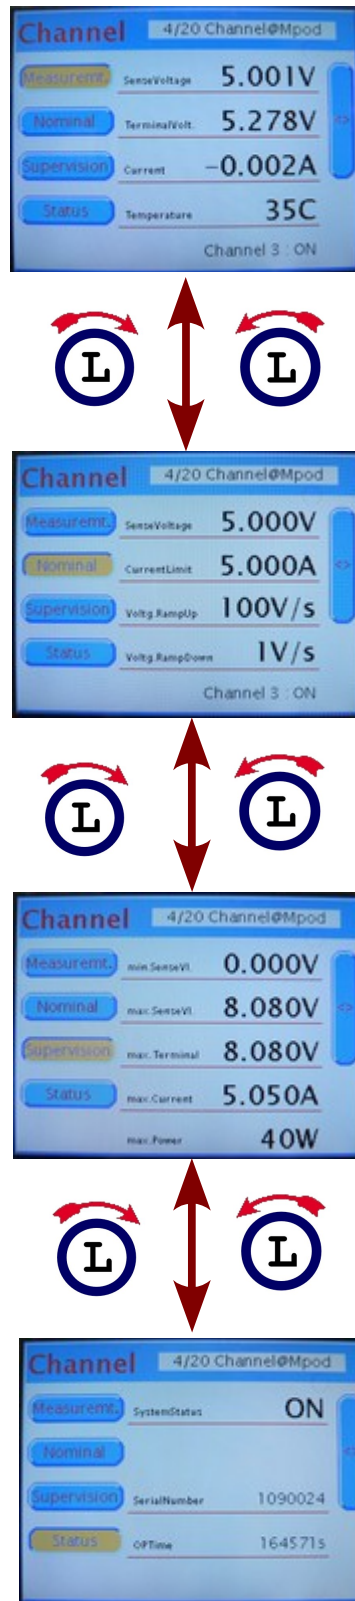 Channel 4/20 Channel@Mpod
Measuremt. SenseVoltage 5.001V
Nominal TerminalVolt. 5.278V
<>
Supervision Current -0.002A
Status Temperature 35C
Channel 3 : ON
L L
Channel 4/20 Channel@Mpod
Measuremt. SenseVoltage 5.000V
Nominal CurrentLimit 5.000A
<>
Supervision Voltg.RampUp 100V/s
Status Voltg.RampDown 1V/s
Channel 3 : ON
L L
Channel 4/20 Channel@Mpod
Measuremt. min.SenseVl. 0.000V
Nominal max.SenseVl. 8.080V
<>
Supervision max.Terminal 8.080V
Status max.Current 5.050A
max.Power 40W
L L
Channel 4/20 Channel@Mpod
Measuremt. SystemStatus ON
Nominal
<>
Supervision SerialNumber 1090024
Status OPTime 164571s